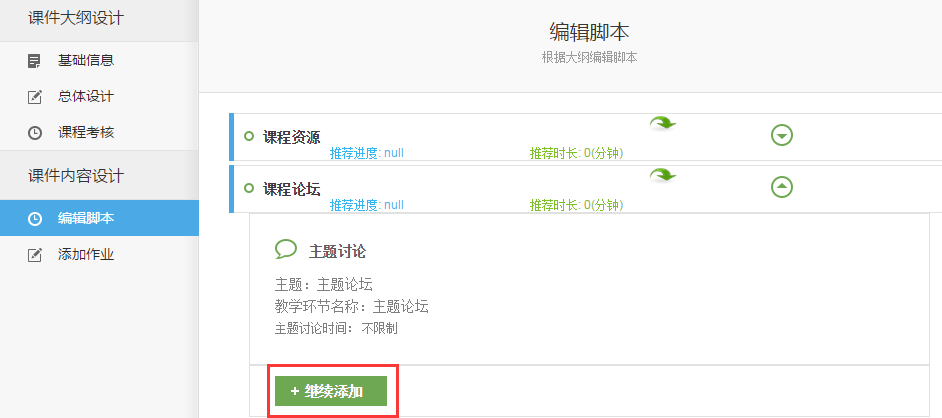 课件大纲设计
基础信息
总体设计
课程考核
课件内容设计
编辑脚本
添加作业
编辑脚本
根据大纲编辑脚本
课程资源
推荐进度: null 推荐时长: 0(分钟)
课程论坛
推荐进度: null 推荐时长: 0(分钟)
主题讨论
主题：主题论坛
教学环节名称：主题论坛
主题讨论时间： 不限制
+ 继续添加